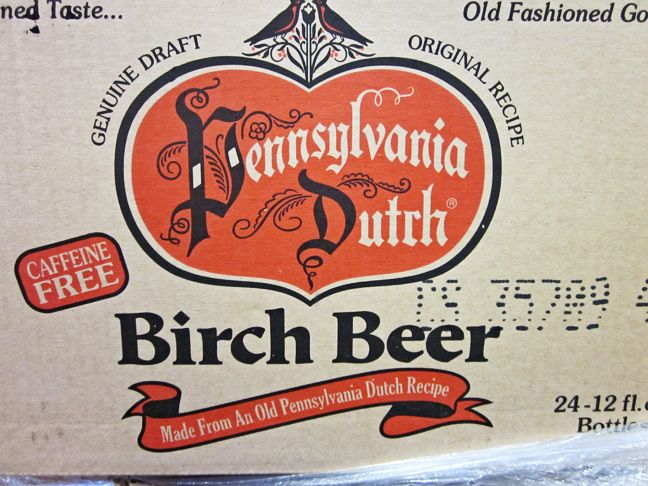 Taste...
Old Fashioned
GENUINE DRAFT
ORIGINAL RECIPE
Pennsylvania
Dutch®
CAFFEINE
FREE
Birch Beer
Made From An Old Pennsylvania Dutch Recipe
24-12 fl.
Bottles